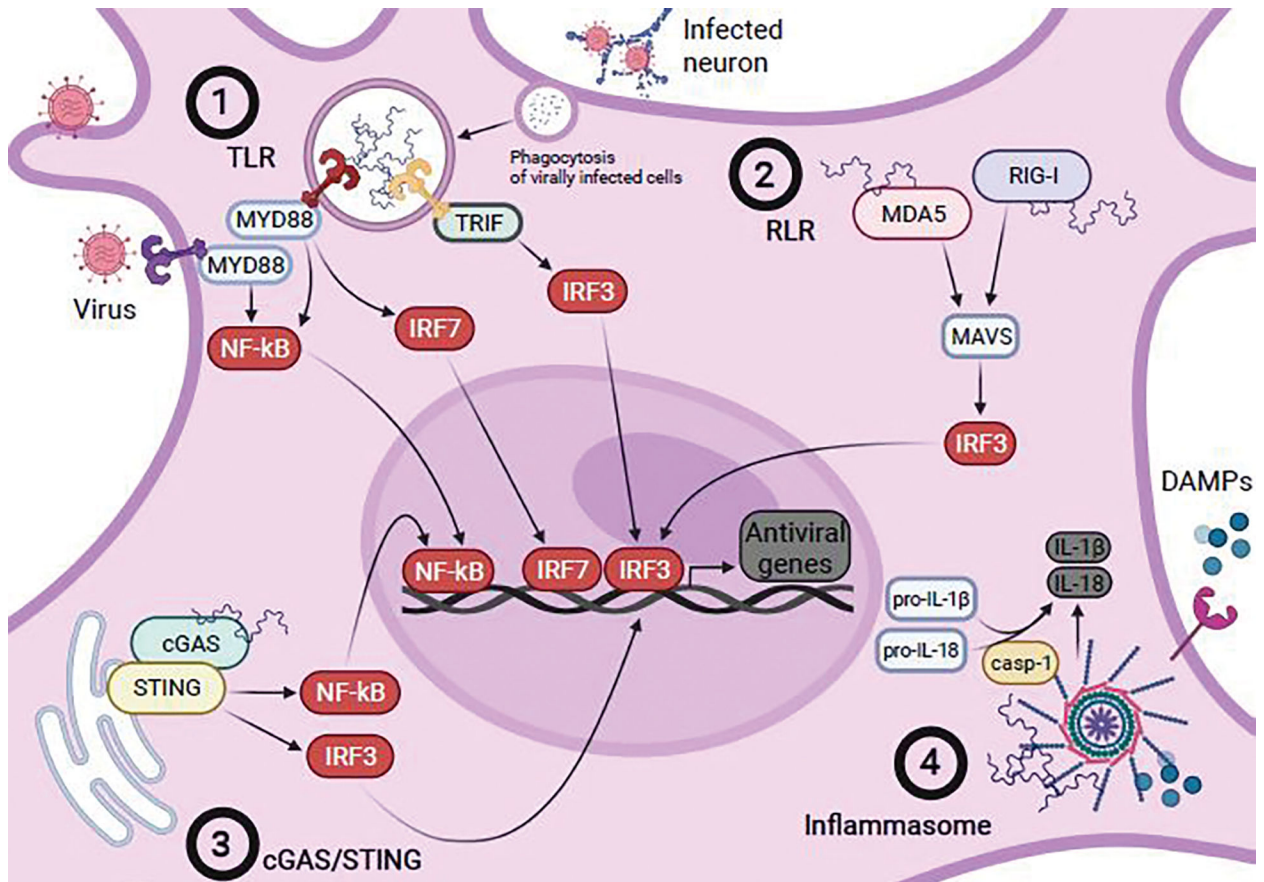 Infected
neuron
1
TLR
Phagocytosis
of virally infected cells
2
RLR
RIG-I
MDA5
MYD88
TRIF
MYD88
Virus
IRF3
IRF7
NF-kB
MAVS
IRF3
DAMPs
Antiviral
genes
NF-kB
IRF7
IRF3
IL-1β
IL-18
pro-IL-1β
pro-IL-18
casp-1
cGAS
STING
NF-kB
IRF3
4
Inflammasome
3
cGAS/STING